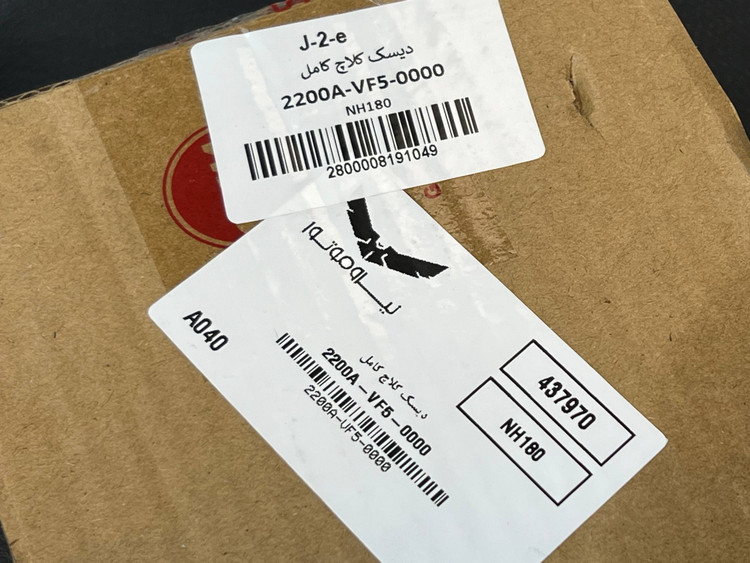 J-2-e
دیسک کلاچ کامل
2200A-VF5-0000
NH180
2800008191049
نیروموتور
A040
دیسک کلاچ کامل
2200A-VF5-0000
2200A-VF5-0000
437970
NH180